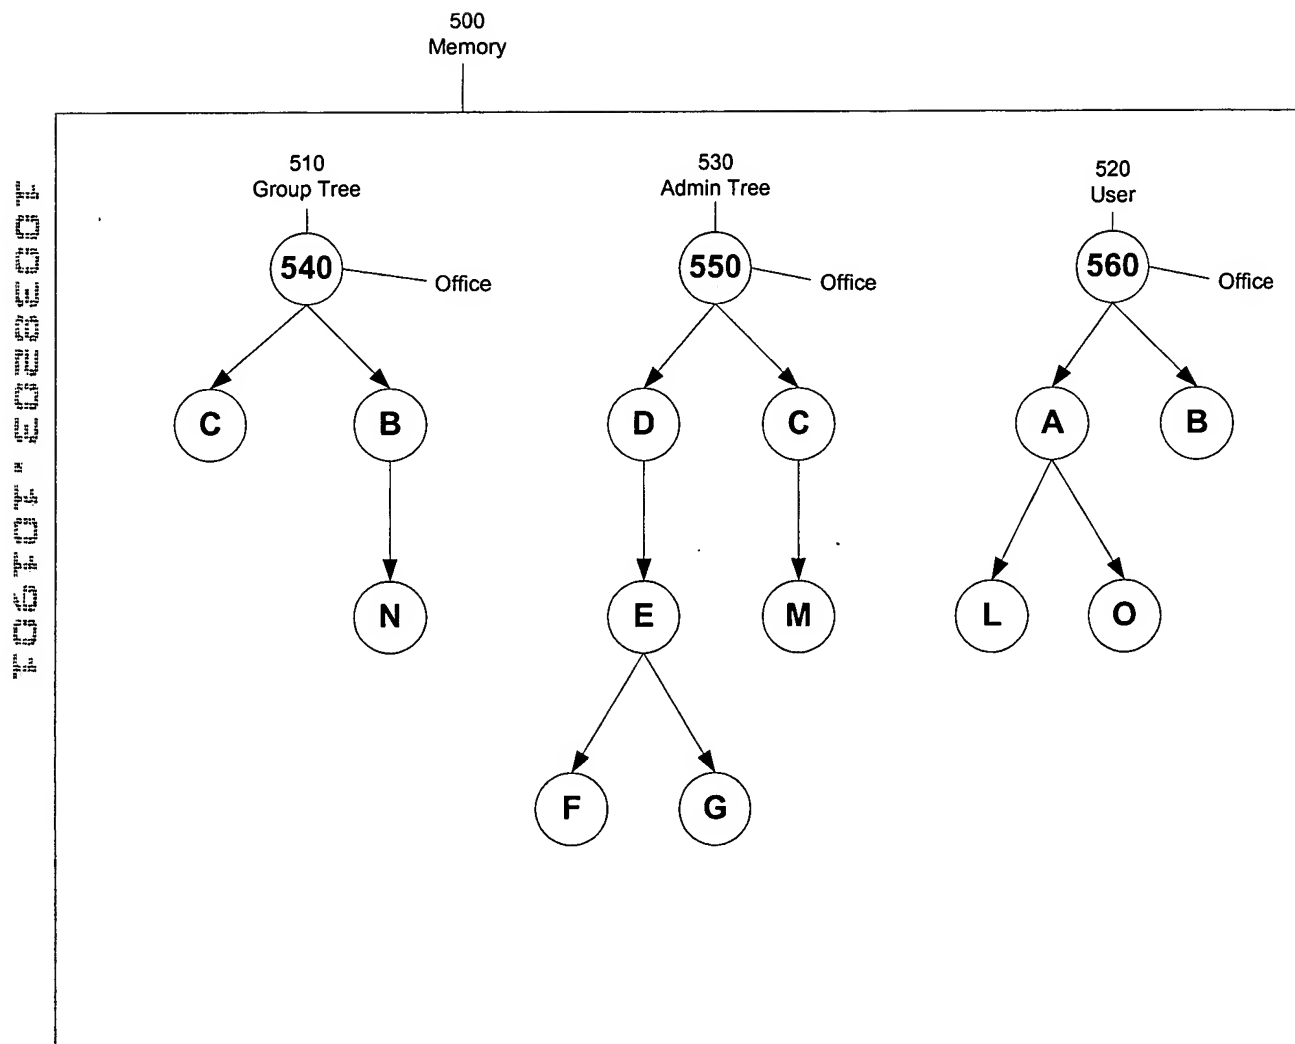 500
Memory
510
Group Tree
530
Admin Tree
520
User
540
Office
550
Office
560
Office
C
B
D
C
A
B
N
E
M
L
O
F
G